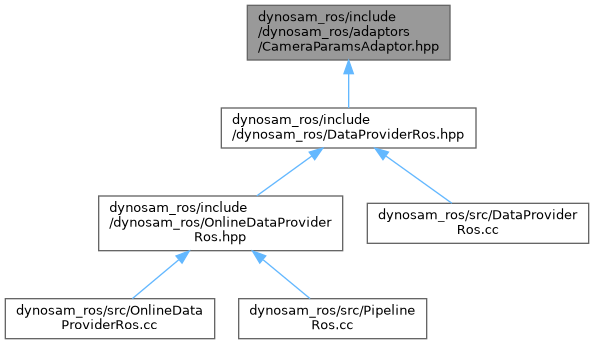 dynosam_ros/include
/dynosam_ros/adaptors
/CameraParamsAdaptor.hpp
dynosam_ros/include
/dynosam_ros/DataProviderRos.hpp
dynosam_ros/include
/dynosam_ros/OnlineDataProvider
Ros.hpp
dynosam_ros/src/DataProvider
Ros.cc
dynosam_ros/src/OnlineData
ProviderRos.cc
dynosam_ros/src/Pipeline
Ros.cc